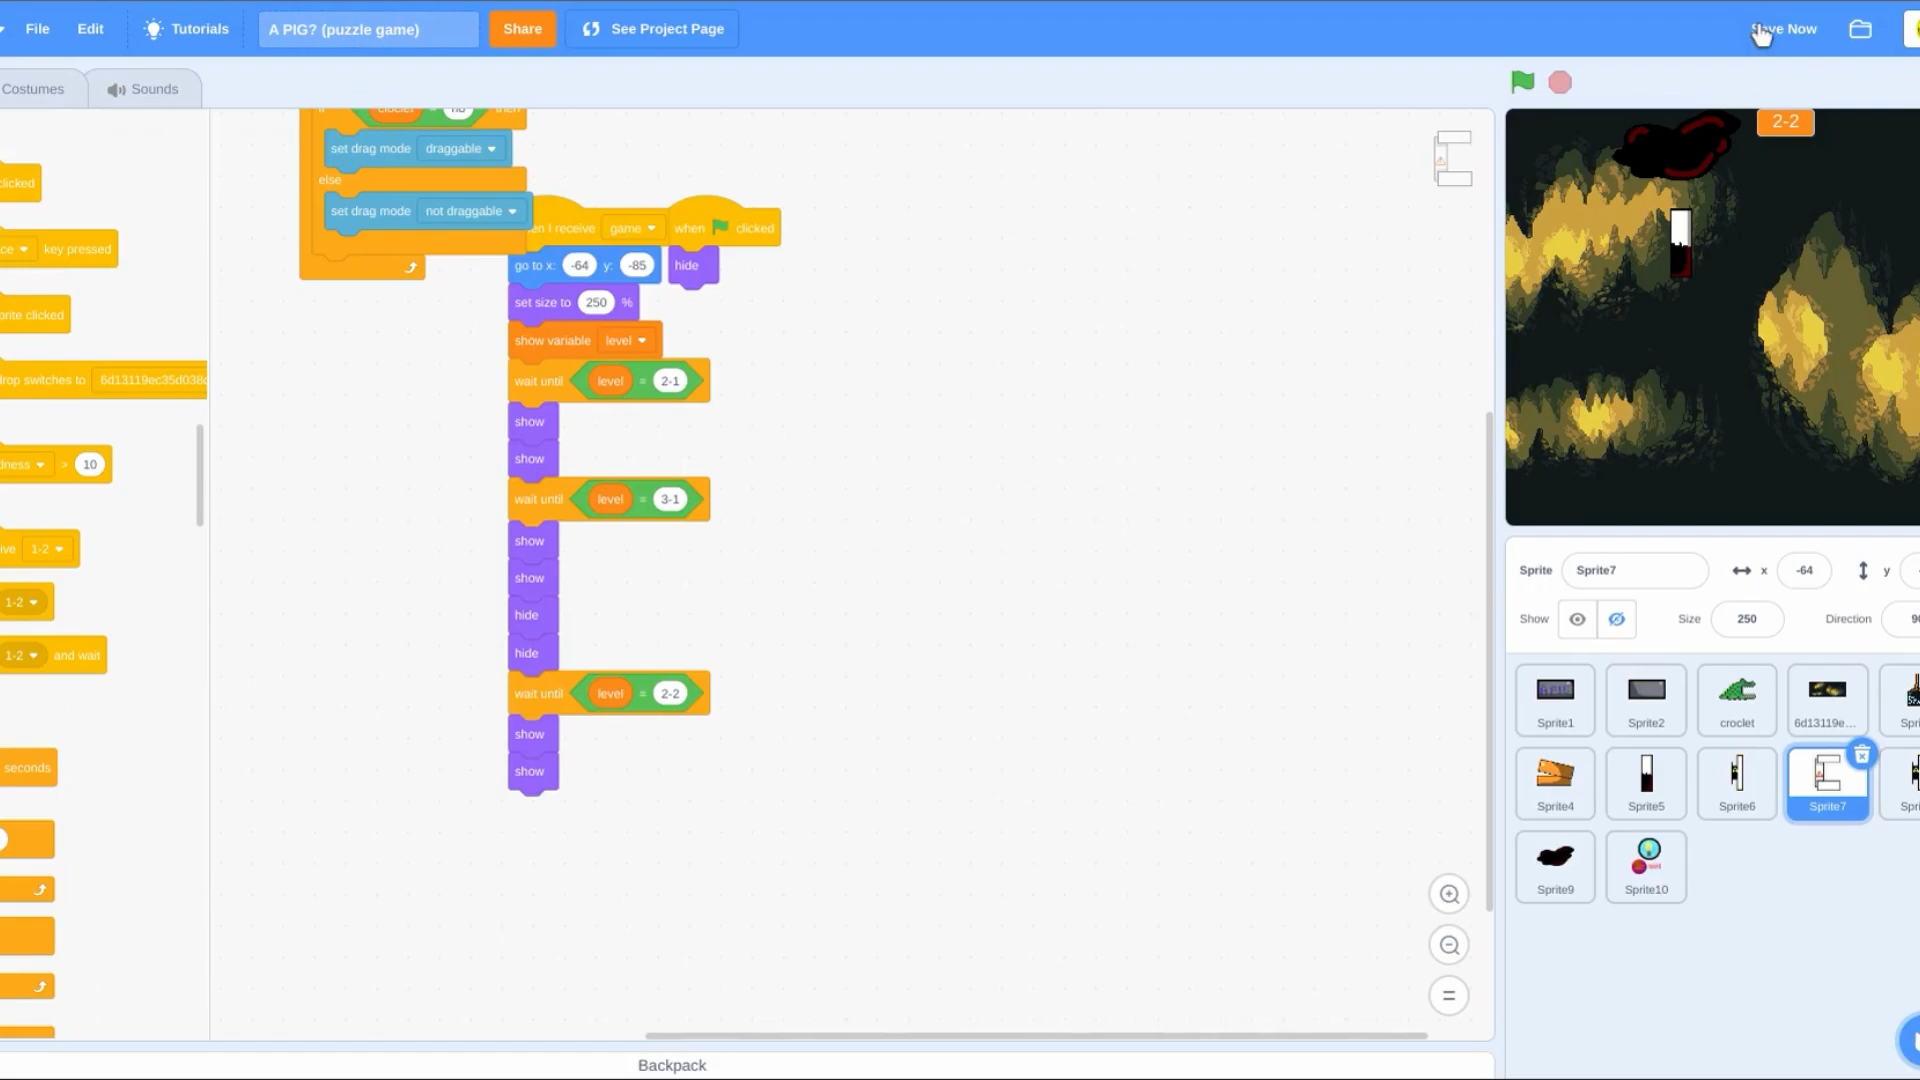 File Edit Tutorials A PIG? (puzzle game) Share See Project Page Save Now
Costumes Sounds
2-2
then
set drag mode draggable
else
set drag mode not draggable
I receive game
when clicked
go to x: -64 y: -85
hide
set size to 250 %
show variable level
wait until level = 2-1
show
show
wait until level = 3-1
show
show
hide
hide
wait until level = 2-2
show
show
clicked
key pressed
clicked
drop switches to 6d13119ec35d038
> 10
1-2
1-2
1-2 and wait
seconds
Sprite Sprite7 x -64 y
Show Size 250 Direction
Sprite1 Sprite2 croclet 6d13119e...
Sprite4 Sprite5 Sprite6 Sprite7
Sprite9 Sprite10
Backpack